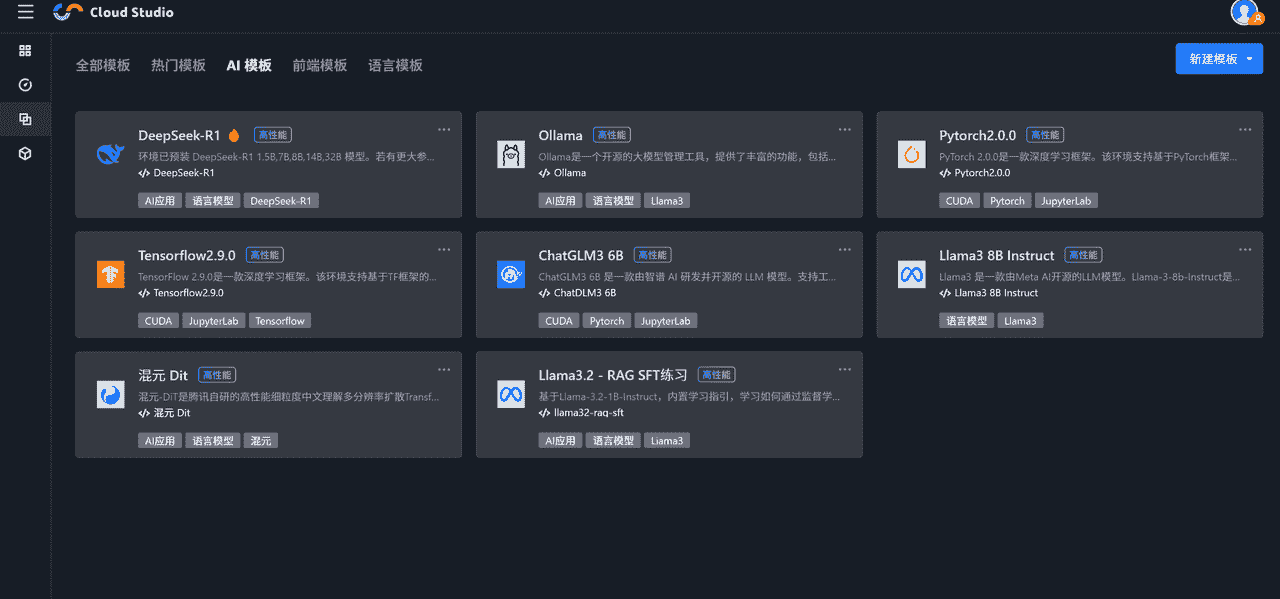 Cloud Studio
全部模板 热门模板 AI 模板 前端模板 语言模板
新建模板
DeepSeek-R1 高性能
环境已预装 DeepSeek-R1 1.5B,7B,8B,14B,32B 模型。若有更大参...
DeepSeek-R1
AI应用 语言模型 DeepSeek-R1
Ollama 高性能
Ollama是一个开源的大模型管理工具，提供了丰富的功能，包括...
Ollama
AI应用 语言模型 Llama3
Pytorch2.0.0 高性能
PyTorch 2.0.0是一款深度学习框架。该环境支持基于PyTorch框架...
Pytorch2.0.0
CUDA Pytorch JupyterLab
Tensorflow2.9.0 高性能
TensorFlow 2.9.0是一款深度学习框架。该环境支持基于TF框架的...
Tensorflow2.9.0
CUDA JupyterLab Tensorflow
ChatGLM3 6B 高性能
ChatGLM3 6B 是一款由智谱 AI 研发并开源的 LLM 模型。支持工...
ChatDLM3 6B
CUDA Pytorch JupyterLab
Llama3 8B Instruct 高性能
Llama3 是一款由Meta AI开源的LLM模型。Llama-3-8b-Instruct是...
Llama3 8B Instruct
语言模型 Llama3
混元 Dit 高性能
混元-DiT是腾讯自研的高性能细粒度中文理解多分辨率扩散Transf...
混元 Dit
AI应用 语言模型 混元
Llama3.2 - RAG SFT练习 高性能
基于Llama-3.2-1B-Instruct，内置学习指引，学习如何通过监督学...
llama32-rag-sft
AI应用 语言模型 Llama3